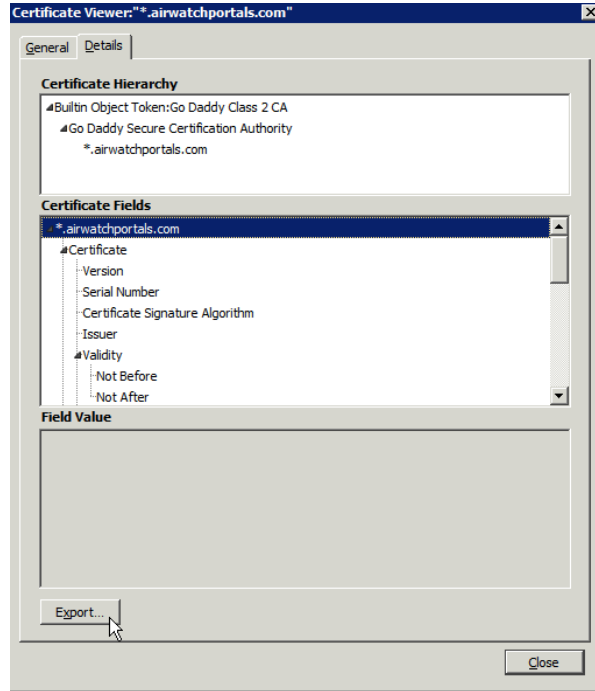 Certificate Viewer:"*.airwatchportals.com"
General Details
Certificate Hierarchy
Builtin Object Token:Go Daddy Class 2 CA
Go Daddy Secure Certification Authority
*.airwatchportals.com
Certificate Fields
*.airwatchportals.com
Certificate
Version
Serial Number
Certificate Signature Algorithm
Issuer
Validity
Not Before
Not After
Field Value
Export...
Close